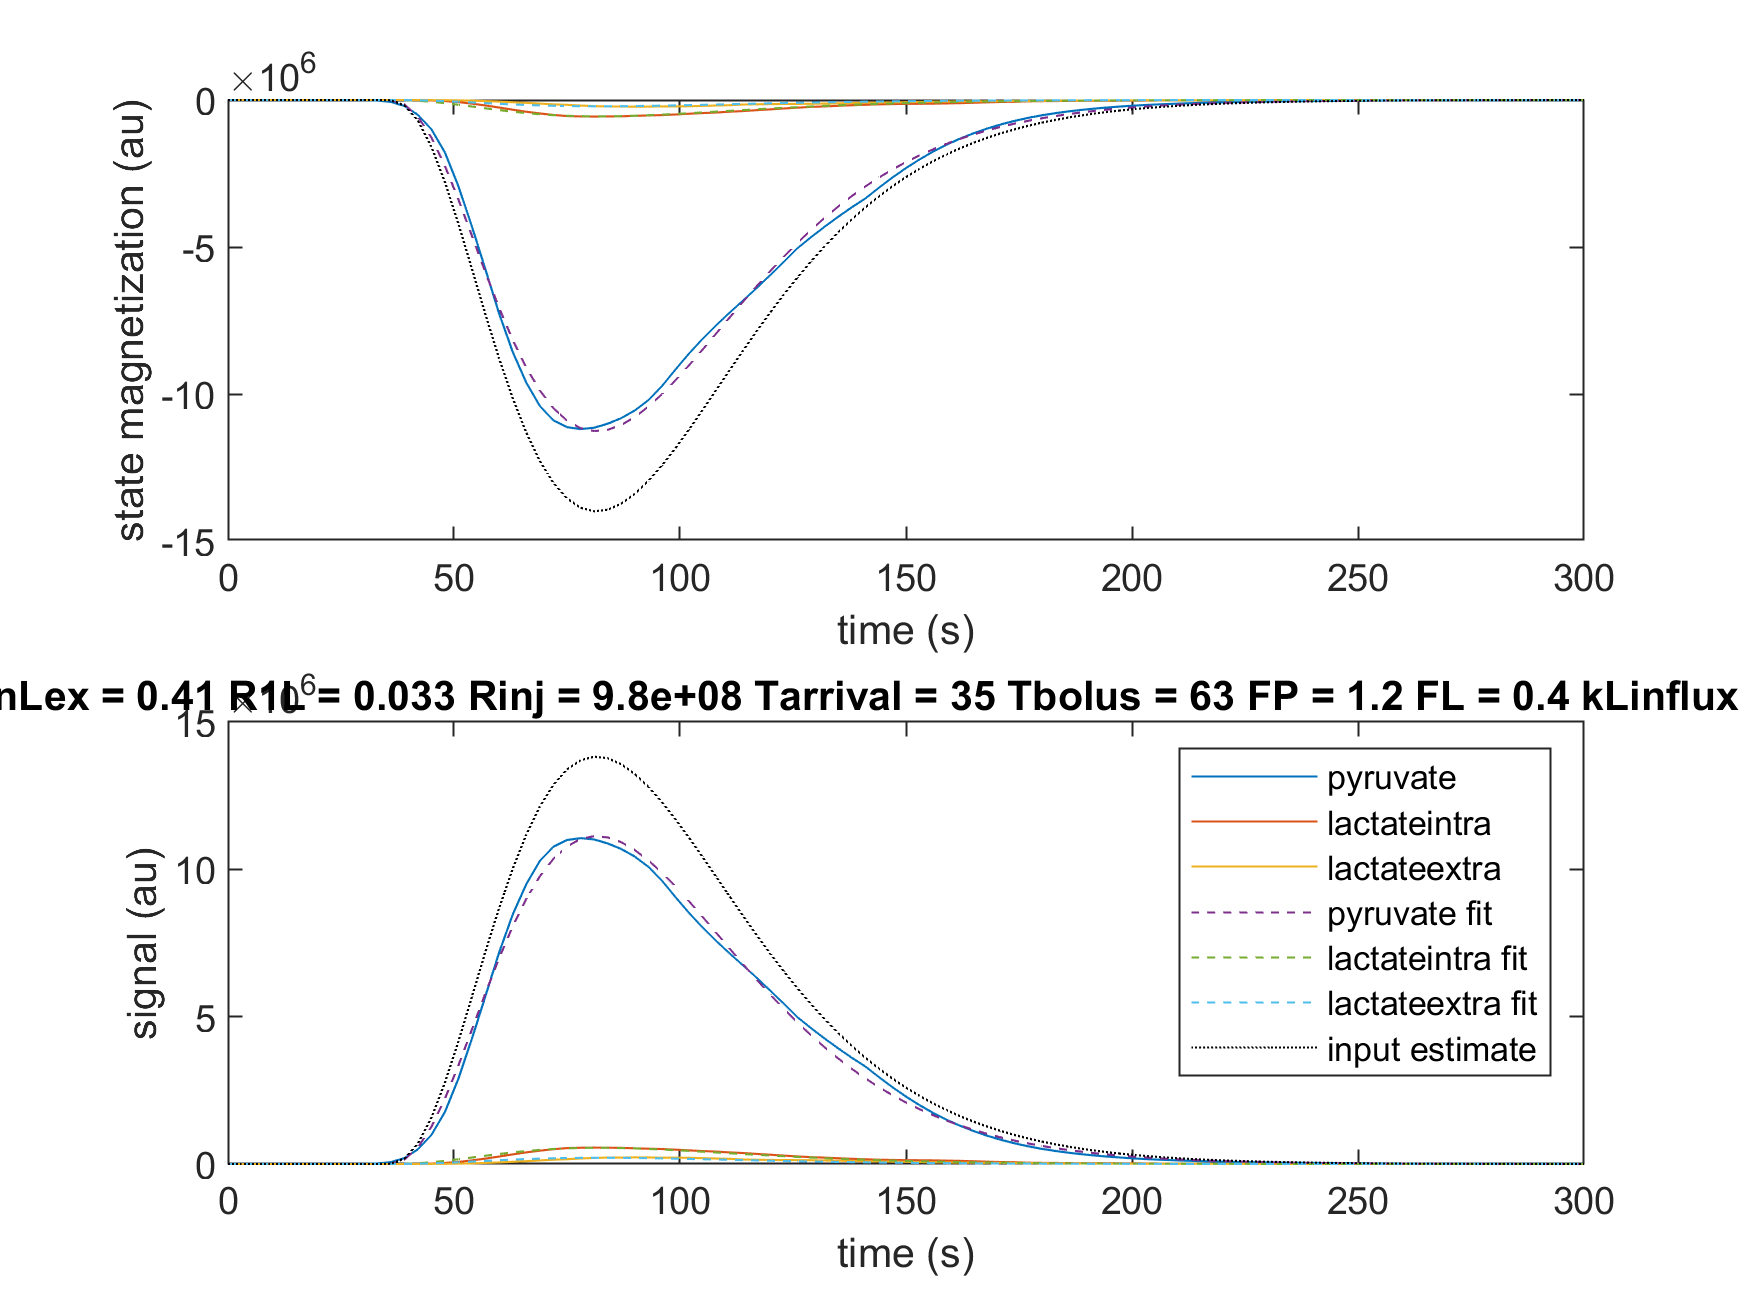 ×10^6
0
-5
-10
-15
state magnetization (au)
0 50 100 150 200 250 300
time (s)
nLex = 0.41 R1L = 0.033 Rinj = 9.8e+08 Tarrival = 35 Tbolus = 63 FP = 1.2 FL = 0.4 kLinflux
×10^6
15
10
5
0
signal (au)
pyruvate
lactateintra
lactateextra
pyruvate fit
lactateintra fit
lactateextra fit
input estimate
0 50 100 150 200 250 300
time (s)